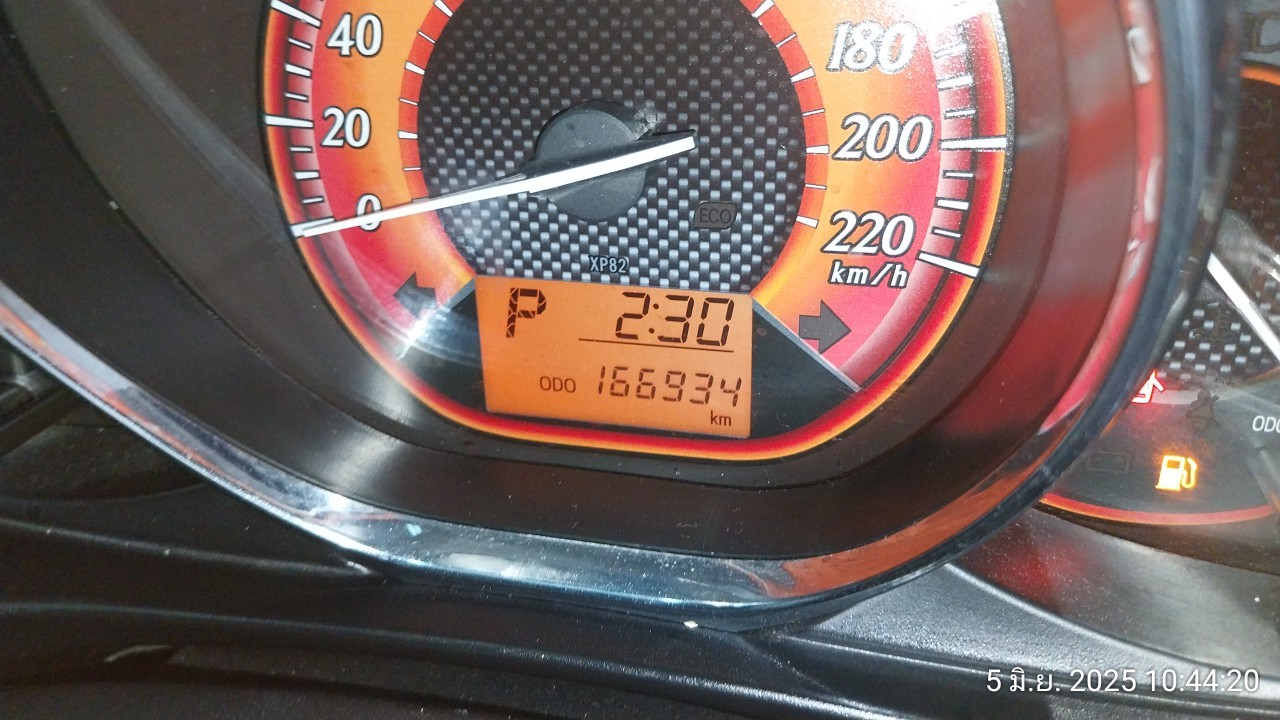 40
180
20
200
0
ECO
220
XP82
km/h
P 2:30
ODO 166934
km
ODO
5 มิ.ย. 2025 10:44:20